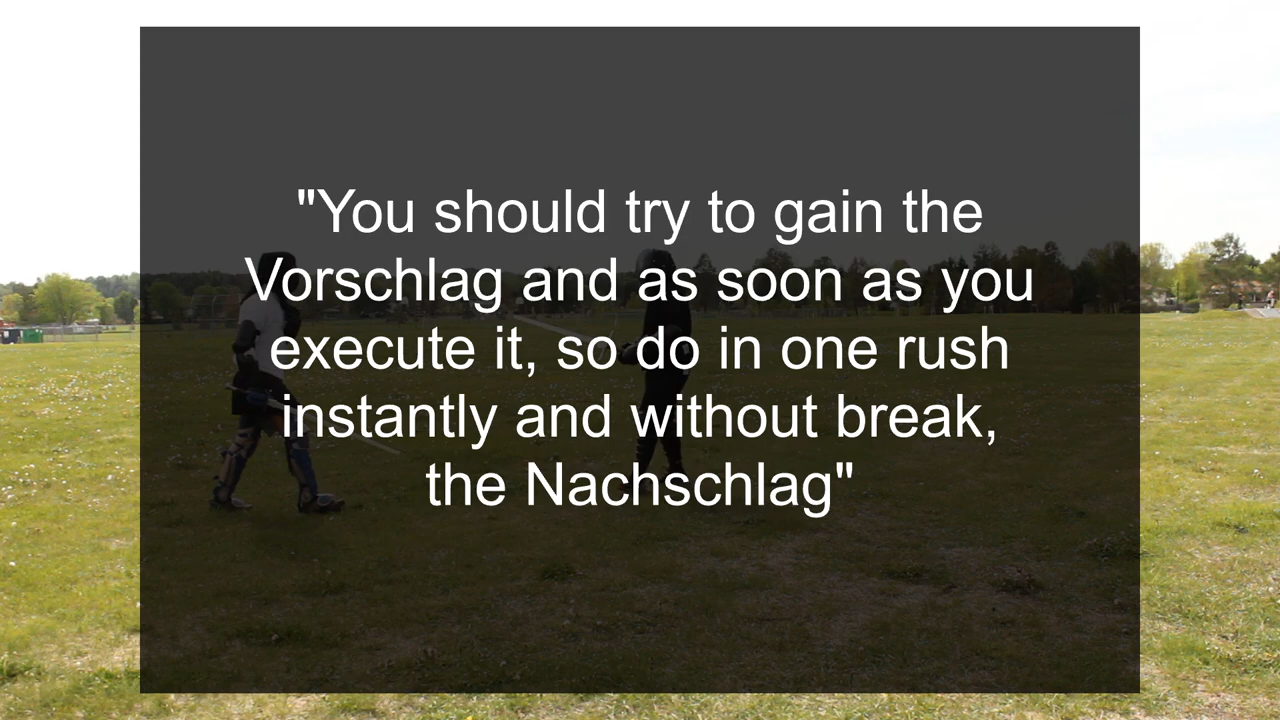 "You should try to gain the
Vorschlag and as soon as you
execute it, so do in one rush
instantly and without break,
the Nachschlag"